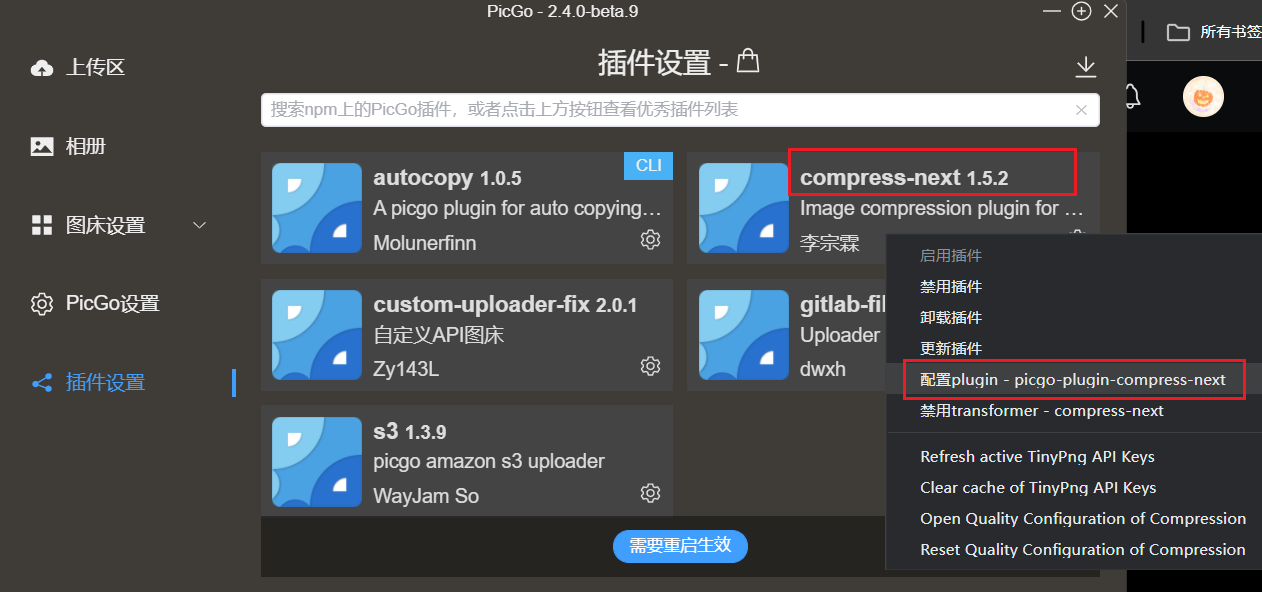 PicGo - 2.4.0-beta.9
所有书签
上传区
相册
图床设置
PicGo设置
插件设置
插件设置 -
搜索npm上的PicGo插件，或者点击上方按钮查看优秀插件列表
autocopy 1.0.5
CLI
A picgo plugin for auto copying...
Molunerfinn
compress-next 1.5.2
Image compression plugin for ...
李宗霖
custom-uploader-fix 2.0.1
自定义API图床
Zy143L
gitlab-fil
Uploader
dwxh
s3 1.3.9
picgo amazon s3 uploader
WayJam So
需要重启生效
启用插件
禁用插件
卸载插件
更新插件
配置plugin - picgo-plugin-compress-next
禁用transformer - compress-next
Refresh active TinyPng API Keys
Clear cache of TinyPng API Keys
Open Quality Configuration of Compression
Reset Quality Configuration of Compression